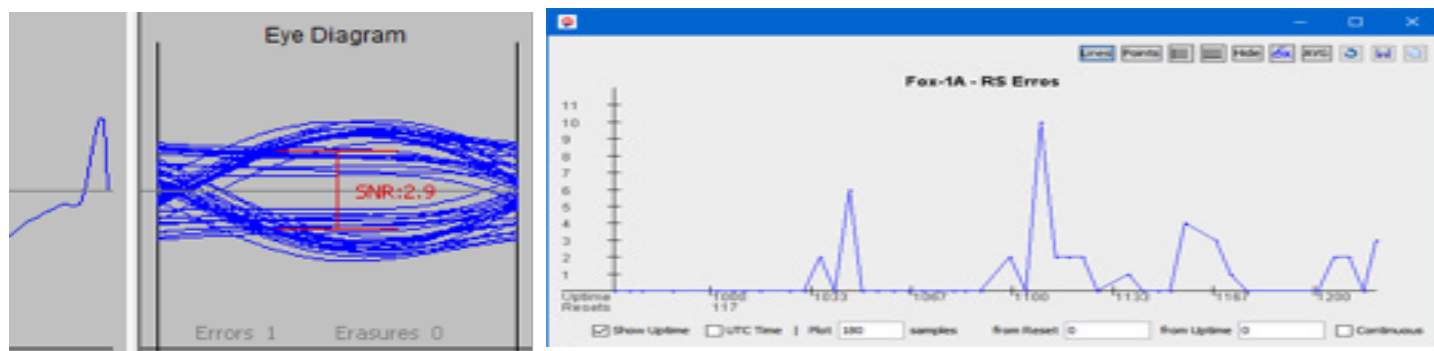 Eye Diagram
SNR:2.9
Errors 1 Erasures 0
Lines Points Hide AVG
Fox-1A - RS Erros
11
10
9
8
7
6
5
4
3
2
1
Uptime 1000 1033 1067 1100 1133 1167 1200
Resets 117
Show Uptime UTC Time | Plot 180 samples from Reset 0 from Uptime 0 Continuous